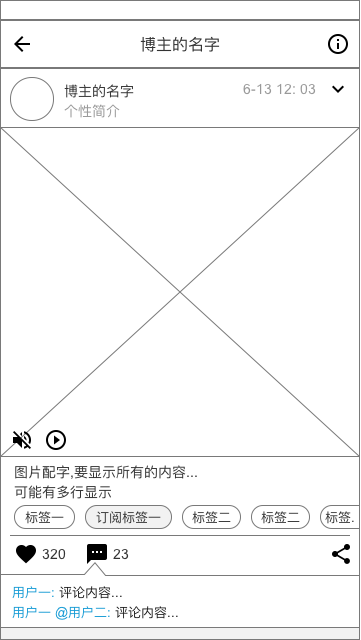 博主的名字
博主的名字
6-13 12: 03
个性简介
图片配字,要显示所有的内容...
可能有多行显示
标签一 订阅标签一 标签二 标签二 标签.
320 23
用户一: 评论内容...
用户一 @用户二: 评论内容...